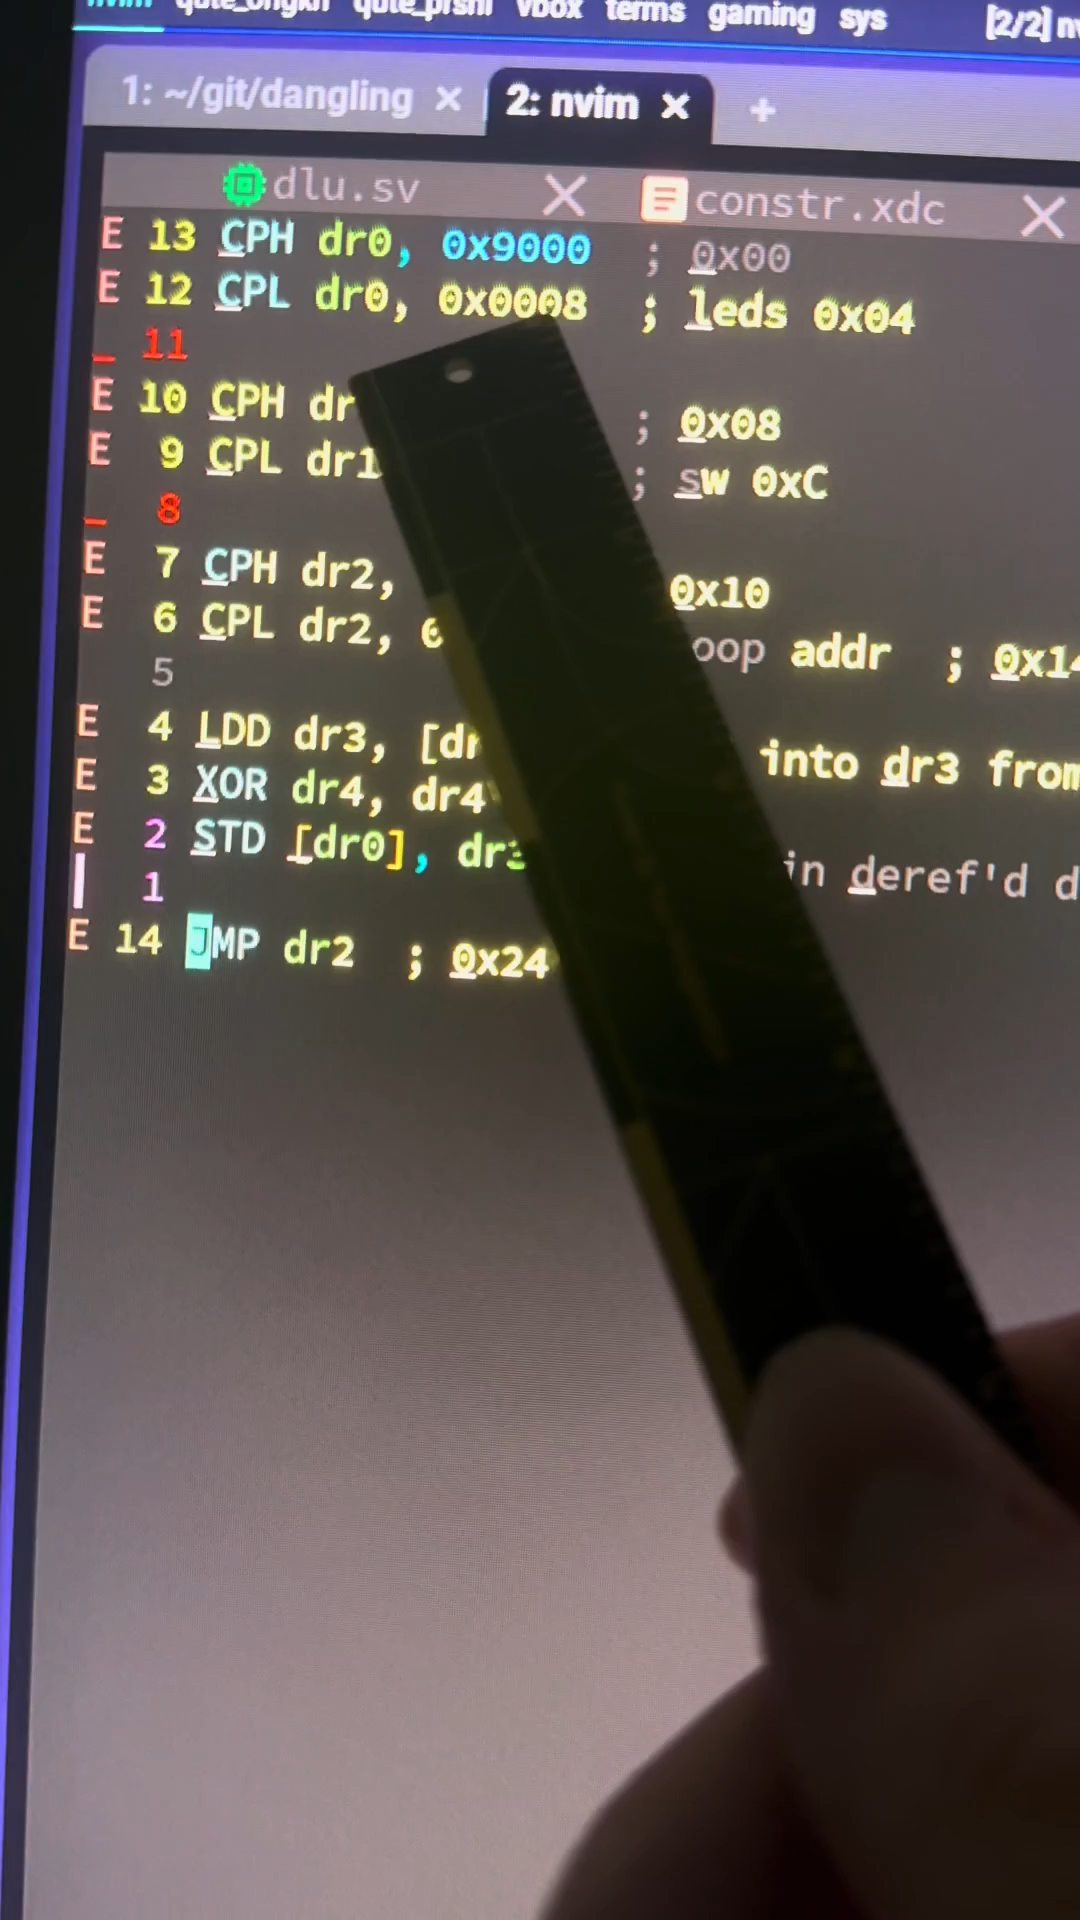 qute_prsnl vbox terms gaming sys [2/2]
1: ~/git/dangling × 2: nvim × +
dlu.sv × constr.xdc ×
E 13 CPH dr0, 0x9000 ; 0x00
E 12 CPL dr0, 0x0008 ; leds 0x04
_ 11
E 10 CPH dr ; 0x08
E 9 CPL dr1 ; sw 0xC
_ 8
E 7 CPH dr2, 0x10
E 6 CPL dr2, addr ;
5
E 4 LDD dr3, into dr3 from
E 3 XOR dr4, dr4
E 2 STD [dr0], in deref'd
1
E 14 JMP dr2 ; 0x24